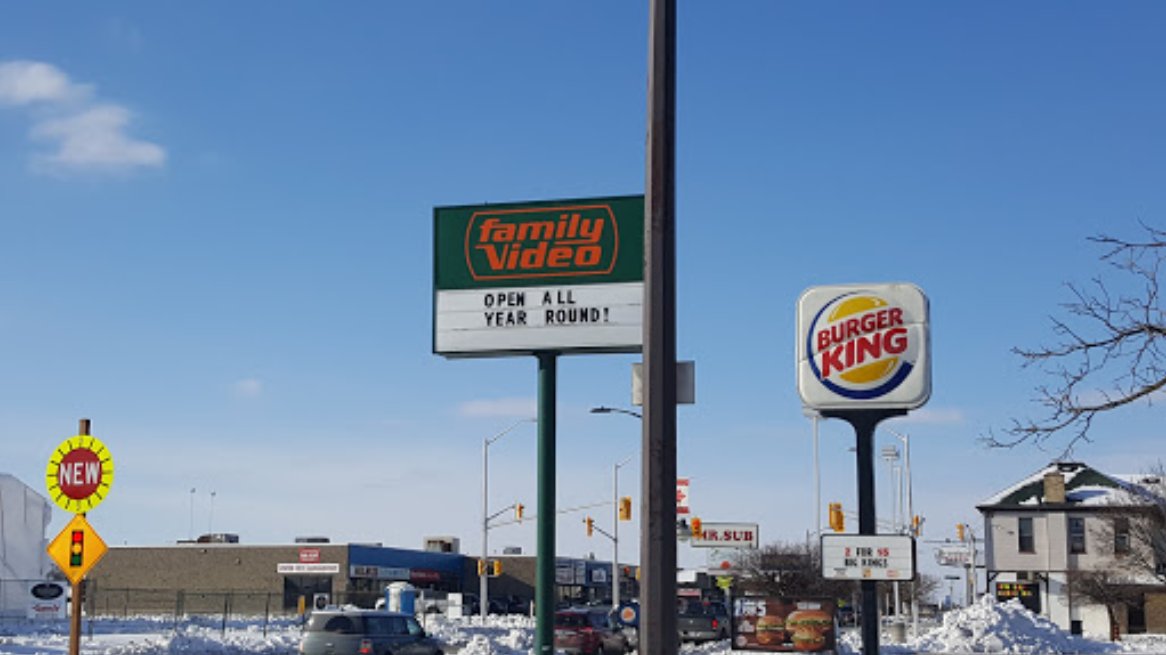 family
Video
OPEN ALL
YEAR ROUND!
BURGER
KING
NEW
MR.SUB
2 FOR $5
BIG KINGS